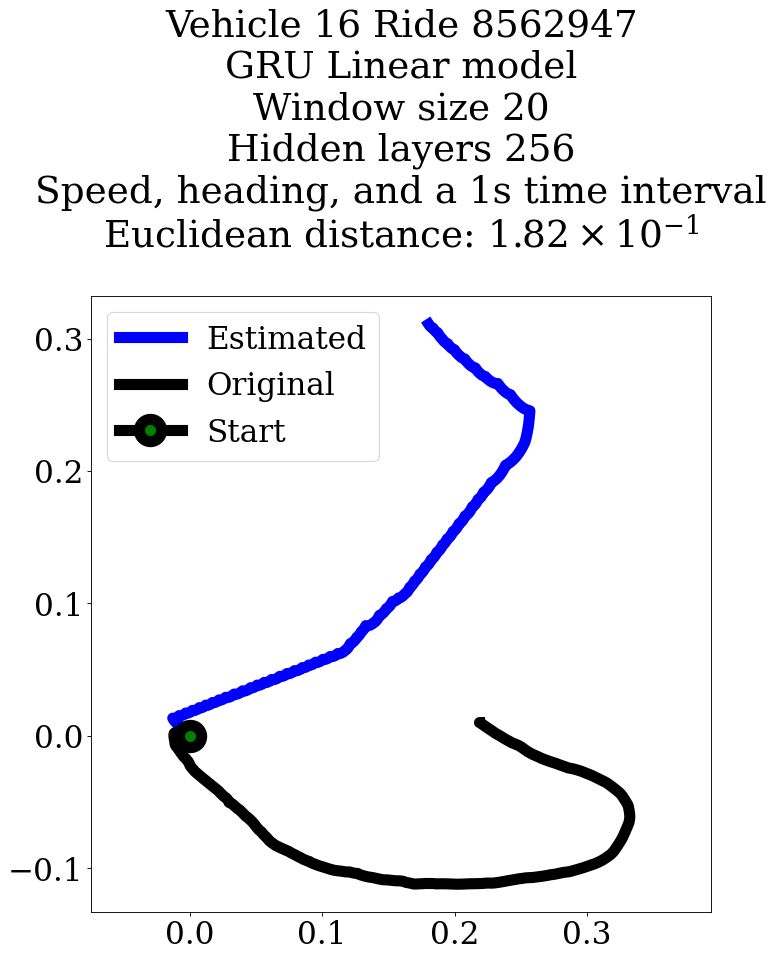 Vehicle 16 Ride 8562947
GRU Linear model
Window size 20
Hidden layers 256
Speed, heading, and a 1s time interval
Euclidean distance: 1.82 × 10⁻¹
Estimated
Original
Start
0.3
0.2
0.1
0.0
−0.1
0.0 0.1 0.2 0.3